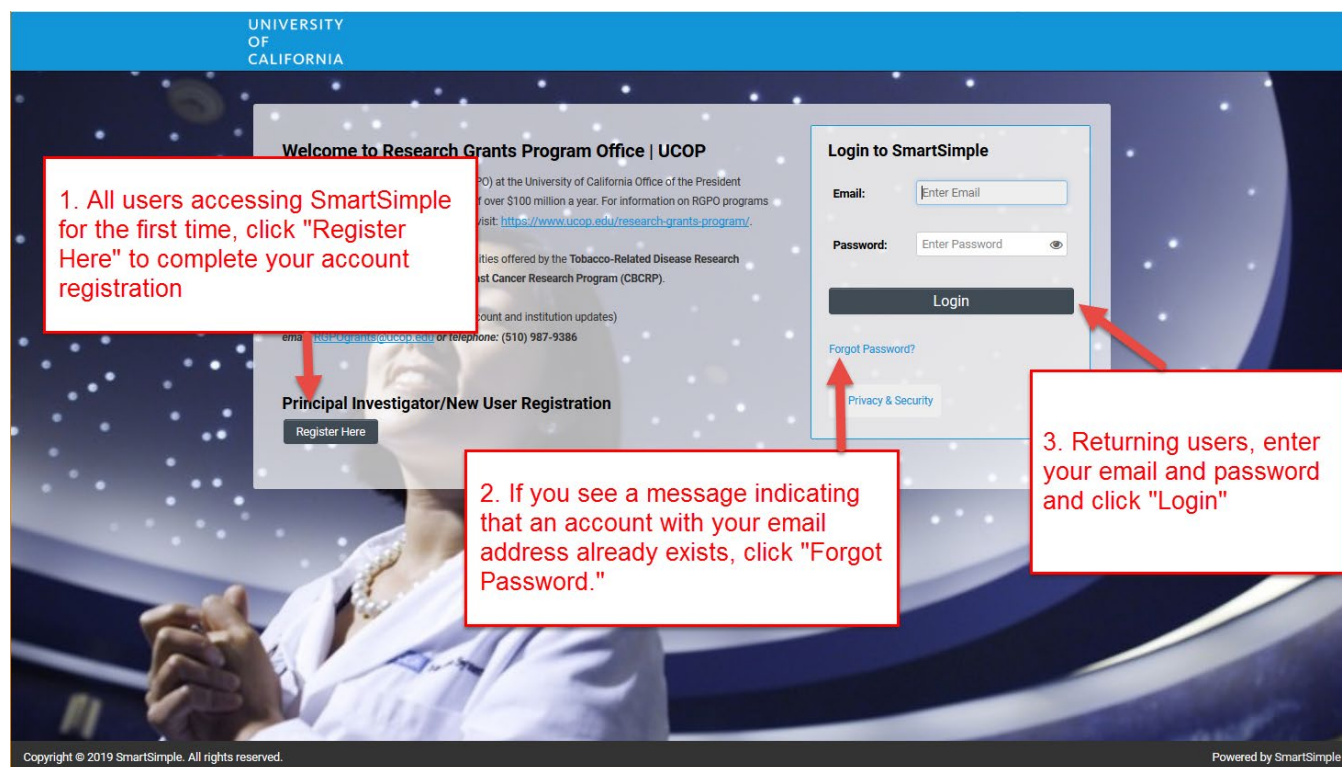 UNIVERSITY
OF
CALIFORNIA
Welcome to Research Grants Program Office | UCOP
PO) at the University of California Office of the President
f over $100 million a year. For information on RGPO programs
visit: https://www.ucop.edu/research-grants-program/.
ities offered by the Tobacco-Related Disease Research
ast Cancer Research Program (CBCRP).
count and institution updates)
RGPOgrants@ucop.edu or telephone: (510) 987-9386
Principal Investigator/New User Registration
Register Here
1. All users accessing SmartSimple
for the first time, click "Register
Here" to complete your account
registration
Login to SmartSimple
Email:
Enter Email
Password:
Enter Password
Login
Forgot Password?
Privacy & Security
2. If you see a message indicating
that an account with your email
address already exists, click "Forgot
Password."
3. Returning users, enter
your email and password
and click "Login"
Copyright © 2019 SmartSimple. All rights reserved.
Powered by SmartSimple